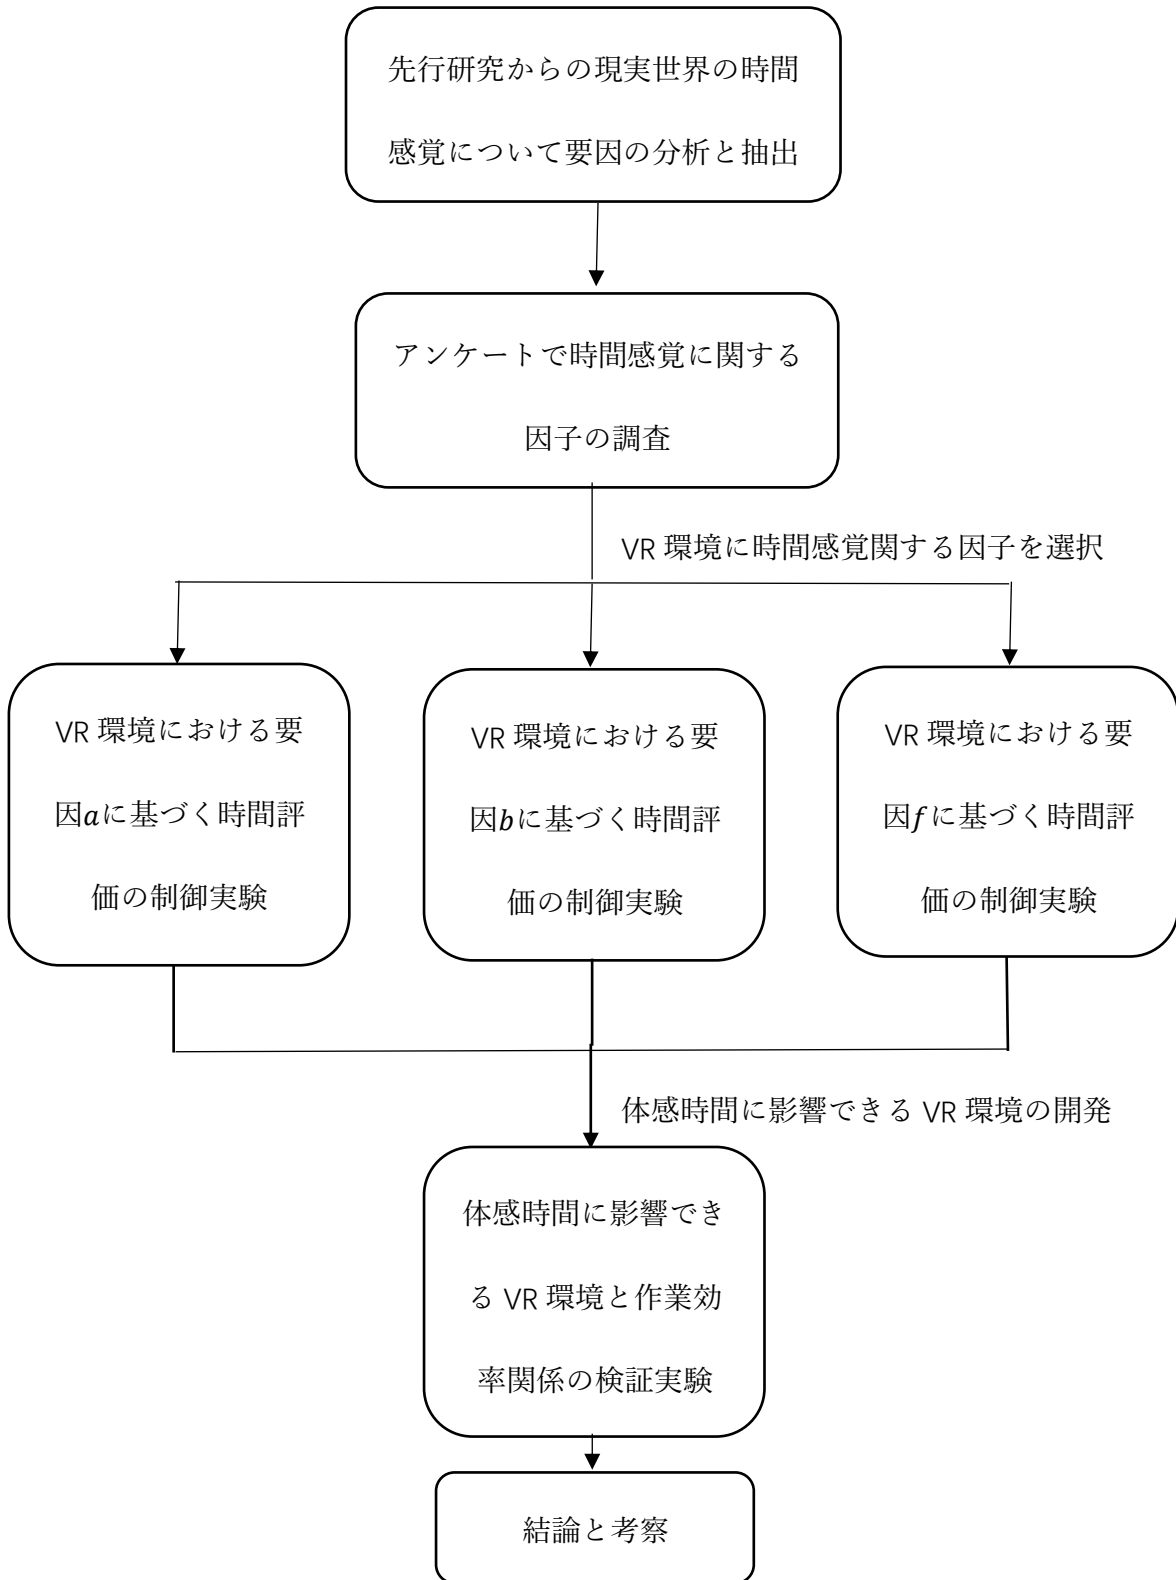 先行研究からの現実世界の時間
感覚について要因の分析と抽出
アンケートで時間感覚に関する
因子の調査
VR 環境に時間感覚関する因子を選択
VR 環境における要
因aに基づく時間評
価の制御実験
VR 環境における要
因bに基づく時間評
価の制御実験
VR 環境における要
因fに基づく時間評
価の制御実験
体感時間に影響できる VR 環境の開発
体感時間に影響でき
る VR 環境と作業効
率関係の検証実験
結論と考察